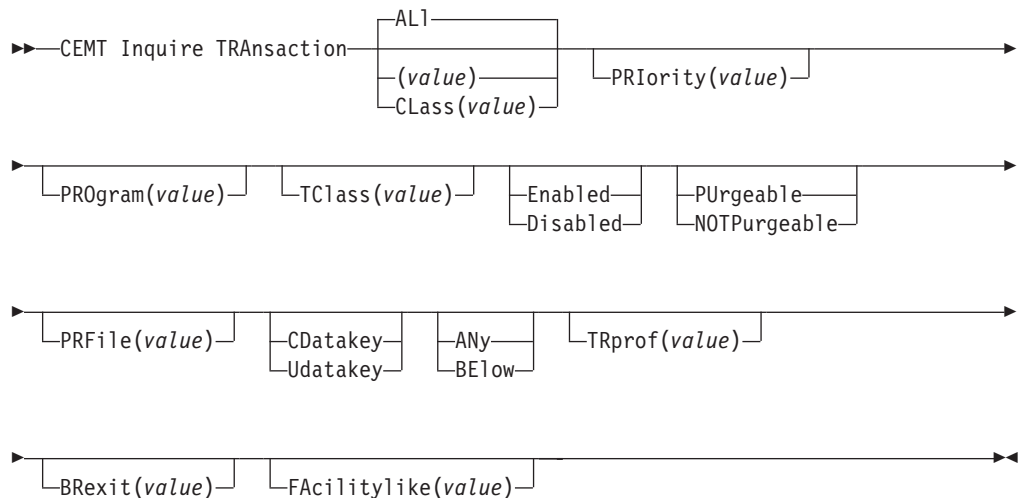 ALl
CEMT Inquire TRAnsaction
(value)
PRIority(value)
CLass(value)
PROgram(value)
TClass(value)
Enabled
PUrgeable
Disabled
NOTPurgeable
PRFile(value)
CDatakey
ANy
TRprof(value)
Udatakey
BElow
BRexit(value)
FAcilitylike(value)